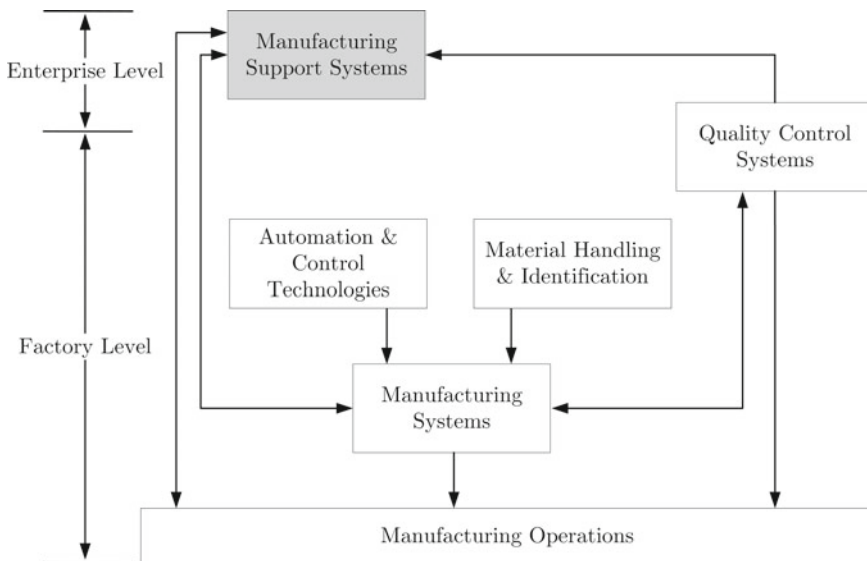 Manufacturing
Support Systems
Enterprise Level
Quality Control
Systems
Automation &
Control
Technologies
Material Handling
& Identification
Factory Level
Manufacturing
Systems
Manufacturing Operations